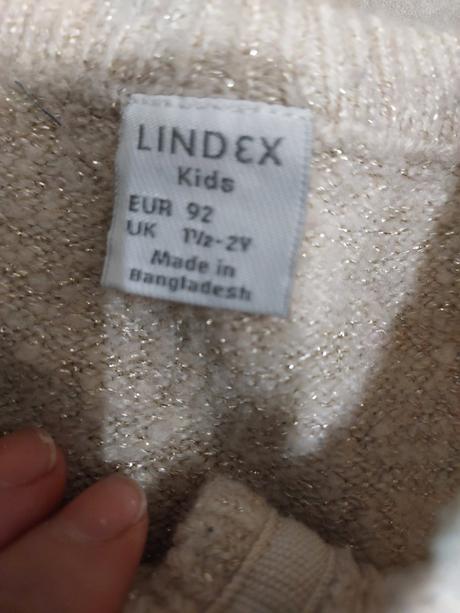 LINDEX
Kids
EUR 92
UK 1½-2Y
Made in
Bangladesh